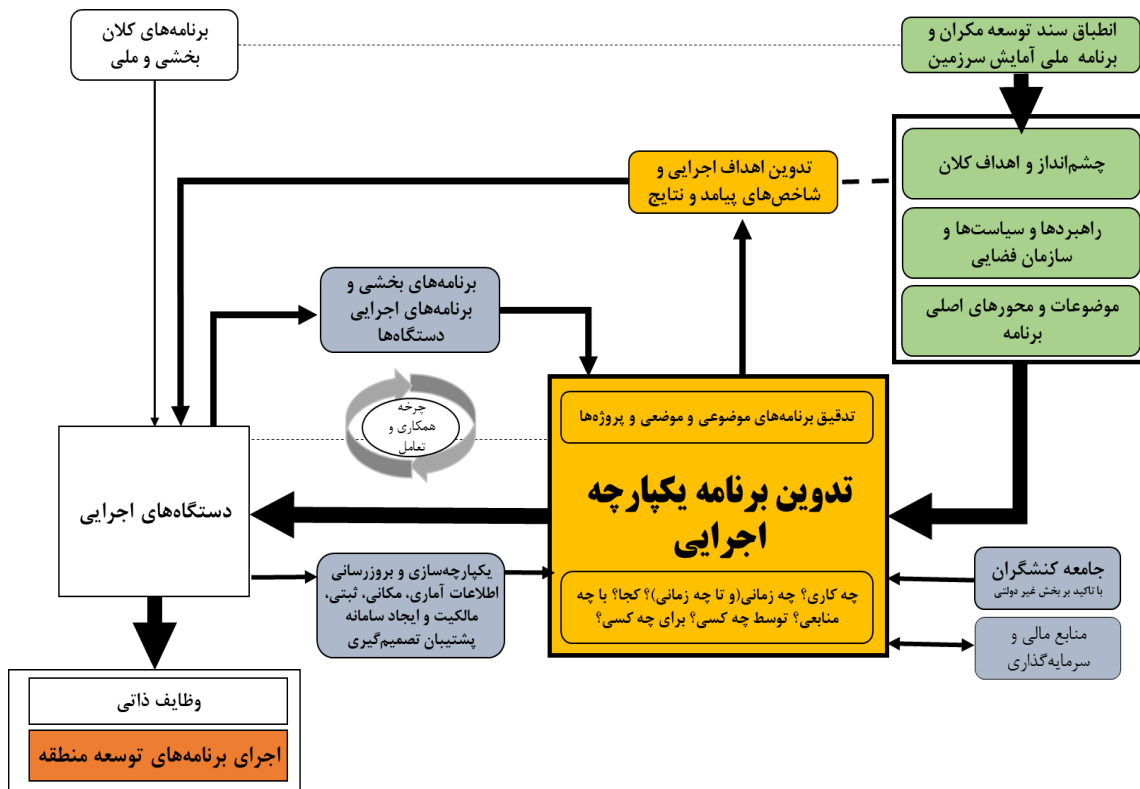 انطباق سند توسعه مکران و
برنامه ملی آمایش سرزمین
برنامه‌های کلان
بخشی و ملی
چشم‌انداز و اهداف کلان
راهبردها و سیاست‌ها و
سازمان فضایی
موضوعات و محورهای اصلی
برنامه
تدوین اهداف اجرایی و
شاخص‌های پیامد و نتایج
برنامه‌های بخشی و
برنامه‌های اجرایی
دستگاه‌ها
چرخه
همکاری و
تعامل
تدقیق برنامه‌های موضوعی و موضعی و پروژه‌ها
تدوین برنامه یکپارچه
اجرایی
چه کاری؟ چه زمانی(و تا چه زمانی)؟ کجا؟ با چه
منابعی؟ توسط چه کسی؟ برای چه کسی؟
جامعه کنشگران
با تاکید بر بخش غیر دولتی
منابع مالی و
سرمایه‌گذاری
دستگاه‌های اجرایی
یکپارچه‌سازی و بروزرسانی
اطلاعات آماری، مکانی، ثبتی،
مالکیت و ایجاد سامانه
پشتیبان تصمیم‌گیری
وظایف ذاتی
اجرای برنامه‌های توسعه منطقه